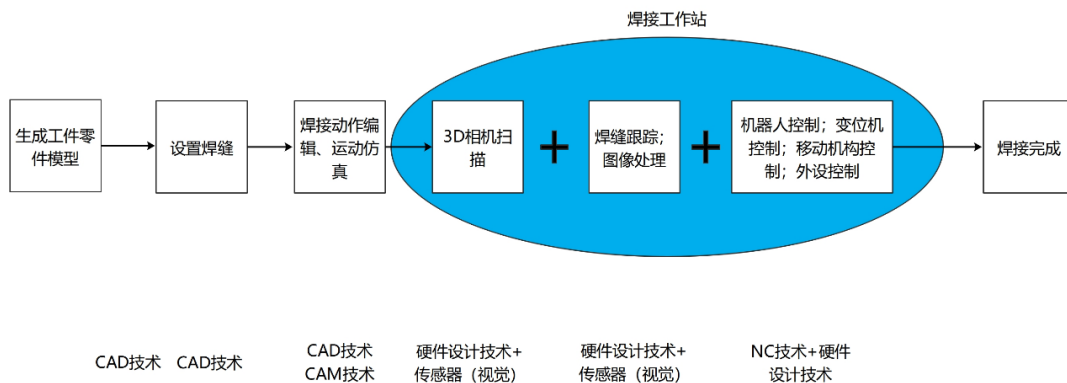 焊接工作站
生成工件零
件模型
设置焊缝
焊接动作编
辑、运动仿
真
3D相机扫
描
焊缝跟踪；
图像处理
机器人控制；变位机
控制；移动机构控
制；外设控制
焊接完成
CAD技术
CAD技术
CAD技术
CAM技术
硬件设计技术+
传感器（视觉）
硬件设计技术+
传感器（视觉）
NC技术+硬件
设计技术